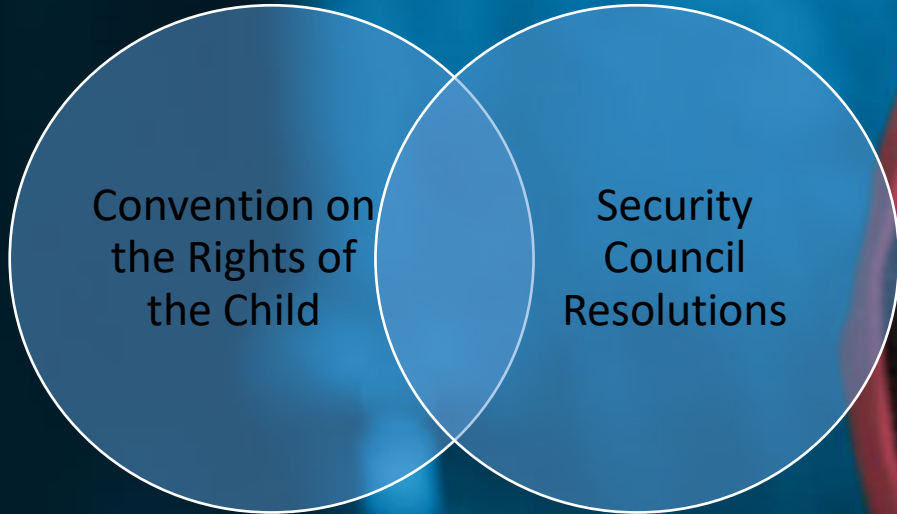 Convention on
the Rights of
the Child
Security
Council
Resolutions